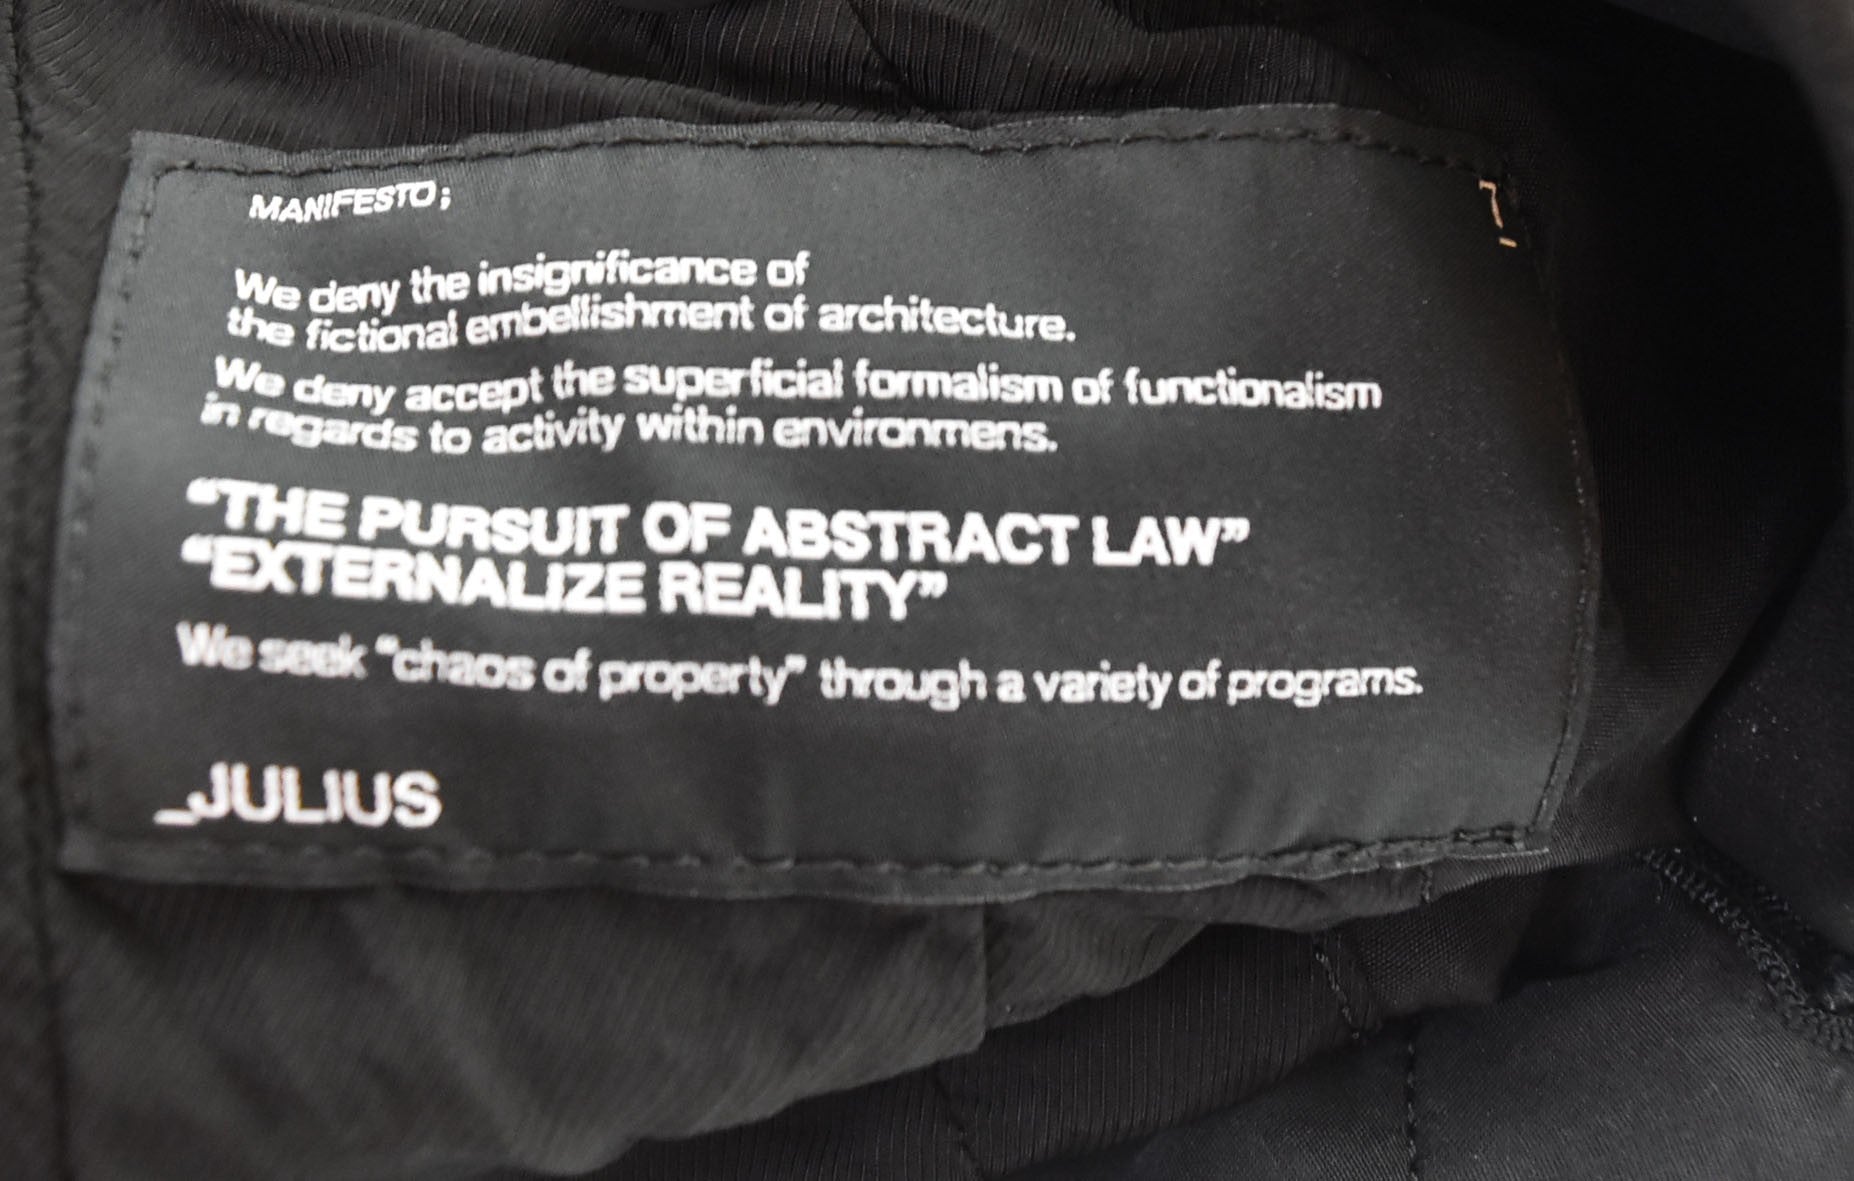 MANIFESTO;
We deny the insignificance of
the fictional embellishment of architecture.
We deny accept the superficial formalism of functionalism
in regards to activity within environmens.
“THE PURSUIT OF ABSTRACT LAW”
“EXTERNALIZE REALITY”
We seek “chaos of property” through a variety of programs.
_JULIUS